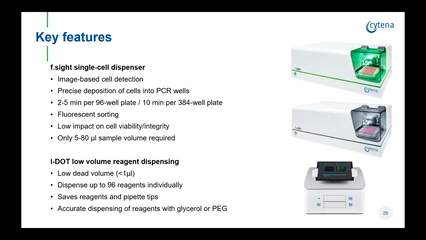 cytena
Key features
f.sight single-cell dispenser
• Image-based cell detection
• Precise deposition of cells into PCR wells
• 2-5 min per 96-well plate / 10 min per 384-well plate
• Fluorescent sorting
• Low impact on cell viability/integrity
• Only 5-80 µl sample volume required
I-DOT low volume reagent dispensing
• Low dead volume (<1µl)
• Dispense up to 96 reagents individually
• Saves reagents and pipette tips
• Accurate dispensing of reagents with glycerol or PEG
cytena
cytena